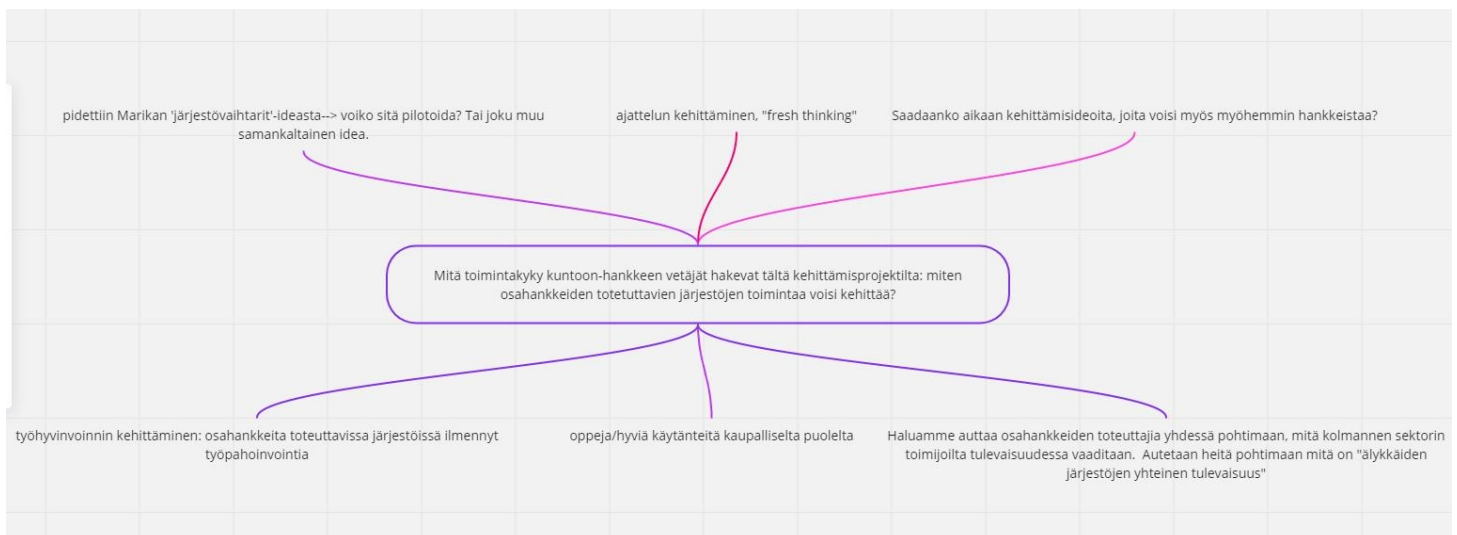 pidettiin Marikan 'järjestövaihtarit'-ideasta--> voiko sitä pilotoida? Tai joku muu
samankaltainen idea.
ajattelun kehittäminen, "fresh thinking"
Saadaanko aikaan kehittämisideoita, joita voisi myös myöhemmin hankkeistaa?
Mitä toimintakyky kuntoon-hankkeen vetäjät hakevat tältä kehittämisprojektilta: miten
osahankkeiden totetuttavien järjestöjen toimintaa voisi kehittää?
työhyvinvoinnin kehittäminen: osahankkeita toteuttavissa järjestöissä ilmennyt
työpahoinvointia
oppeja/hyviä käytänteitä kaupalliselta puolelta
Haluamme auttaa osahankkeiden toteuttajia yhdessä pohtimaan, mitä kolmannen sektorin
toimijoilta tulevaisuudessa vaaditaan.  Autetaan heitä pohtimaan mitä on "älykkäiden
järjestöjen yhteinen tulevaisuus"